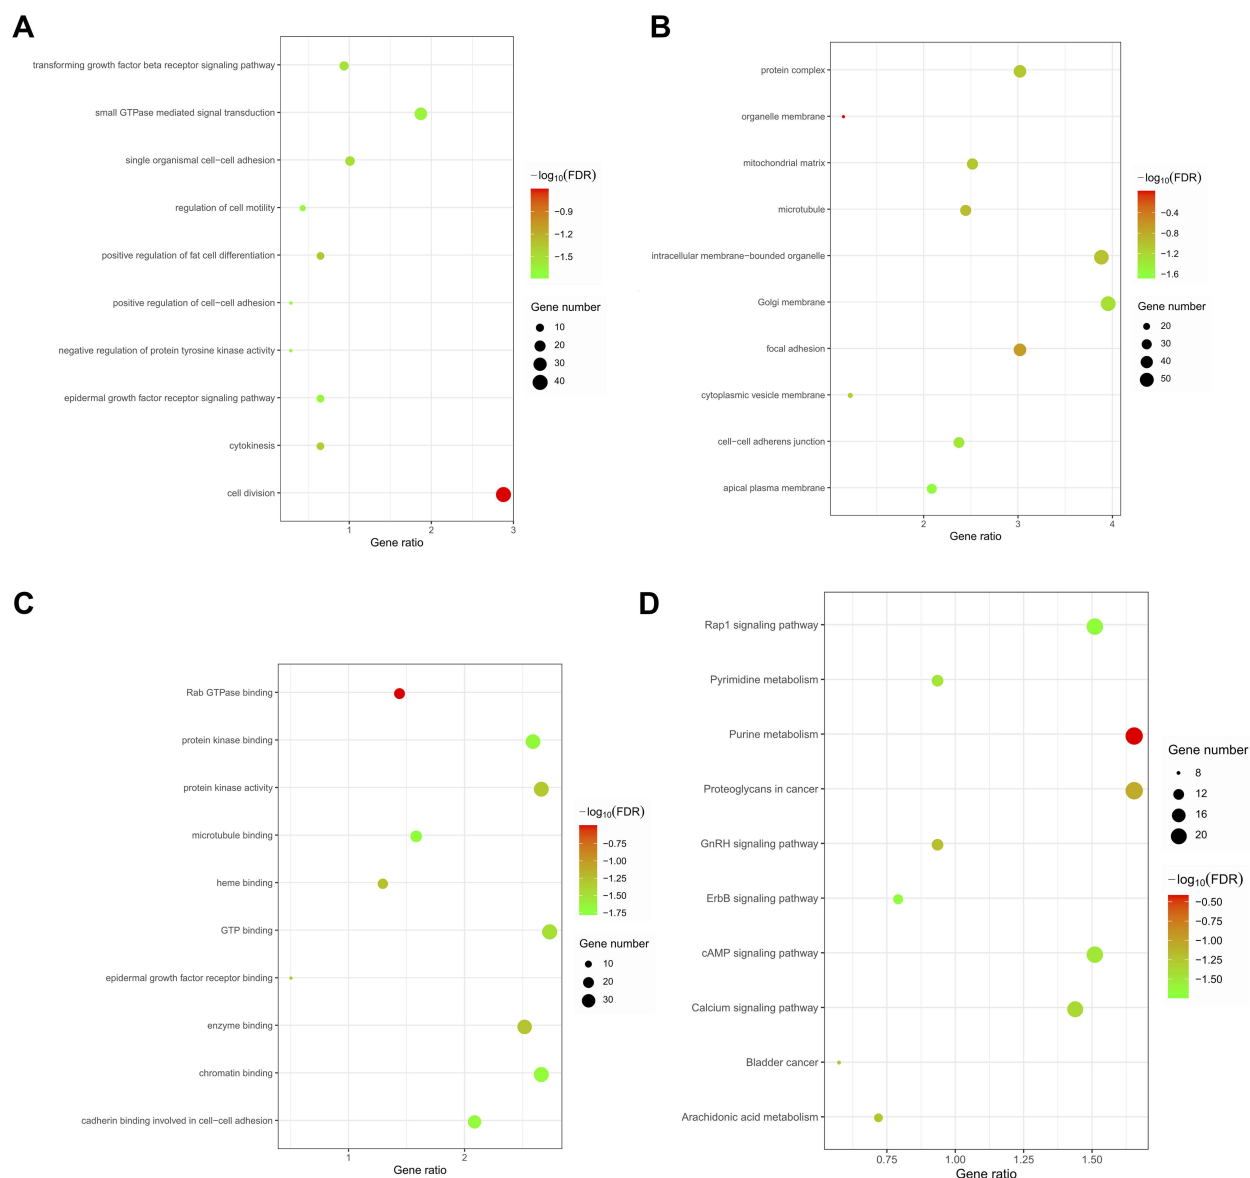 A
transforming growth factor beta receptor signaling pathway
small GTPase mediated signal transduction
single organismal cell−cell adhesion
regulation of cell motility
positive regulation of fat cell differentiation
positive regulation of cell−cell adhesion
negative regulation of protein tyrosine kinase activity
epidermal growth factor receptor signaling pathway
cytokinesis
cell division
1 2 3
Gene ratio
−log10(FDR)
−0.9
−1.2
−1.5
Gene number
10
20
30
40
B
protein complex
organelle membrane
mitochondrial matrix
microtubule
intracellular membrane−bounded organelle
Golgi membrane
focal adhesion
cytoplasmic vesicle membrane
cell−cell adherens junction
apical plasma membrane
2 3 4
Gene ratio
−log10(FDR)
−0.4
−0.8
−1.2
−1.6
Gene number
20
30
40
50
C
Rab GTPase binding
protein kinase binding
protein kinase activity
microtubule binding
heme binding
GTP binding
epidermal growth factor receptor binding
enzyme binding
chromatin binding
cadherin binding involved in cell−cell adhesion
1 2
Gene ratio
−log10(FDR)
−0.75
−1.00
−1.25
−1.50
−1.75
Gene number
10
20
30
D
Rap1 signaling pathway
Pyrimidine metabolism
Purine metabolism
Proteoglycans in cancer
GnRH signaling pathway
ErbB signaling pathway
cAMP signaling pathway
Calcium signaling pathway
Bladder cancer
Arachidonic acid metabolism
0.75 1.00 1.25 1.50
Gene ratio
Gene number
8
12
16
20
−log10(FDR)
−0.50
−0.75
−1.00
−1.25
−1.50